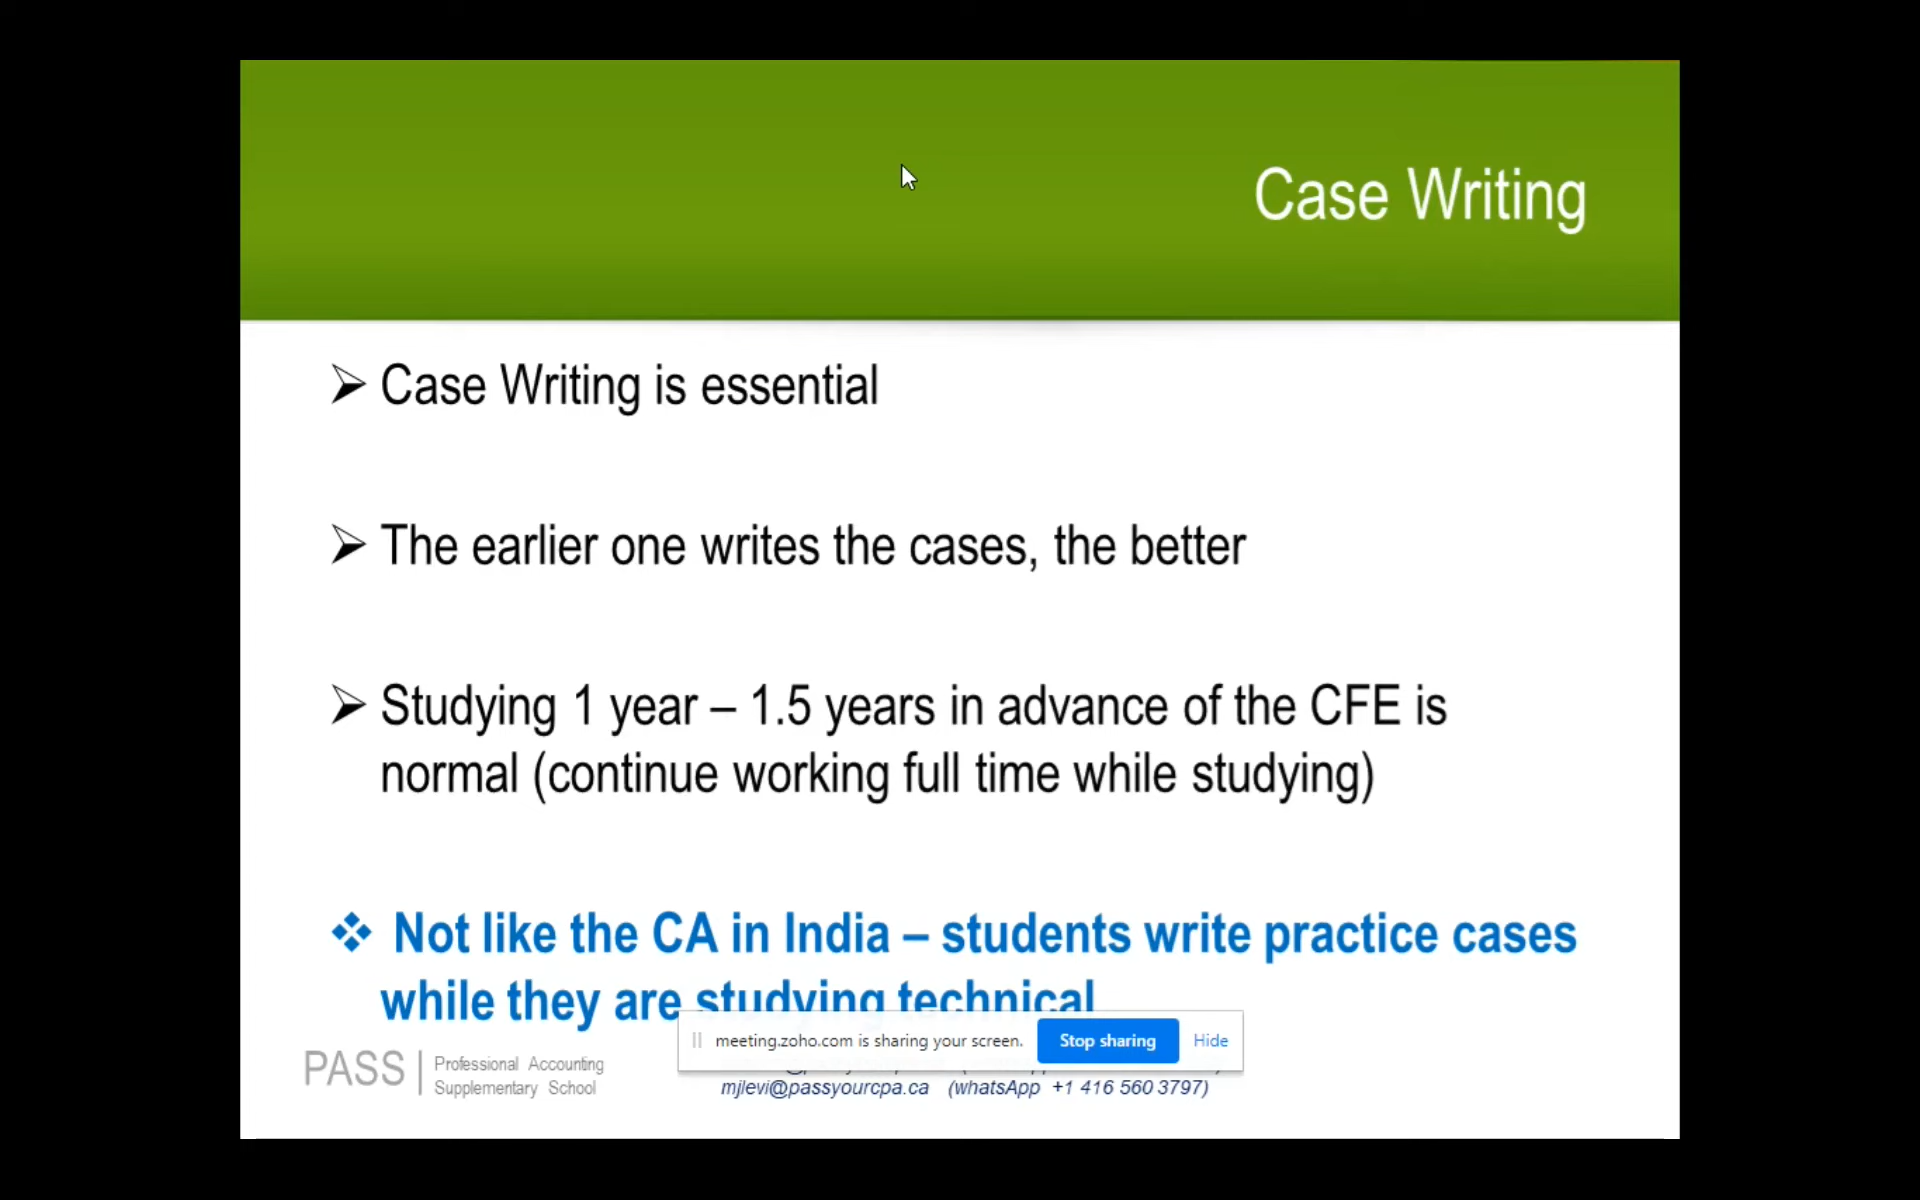 Case Writing
➢ Case Writing is essential
➢ The earlier one writes the cases, the better
➢ Studying 1 year – 1.5 years in advance of the CFE is
normal (continue working full time while studying)
❖ Not like the CA in India – students write practice cases
while they are studying technical
meeting.zoho.com is sharing your screen. Stop sharing Hide
PASS | Professional Accounting
Supplementary School
mjlevi@passyourcpa.ca (whatsApp +1 416 560 3797)